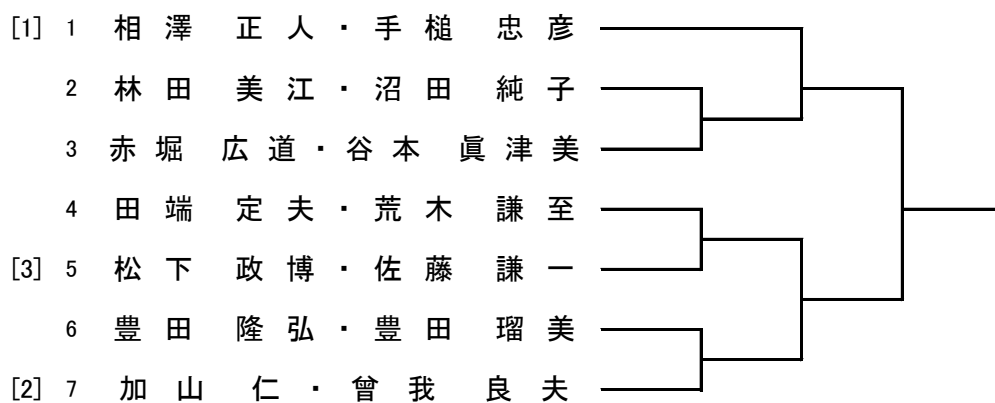 [1] 1 相澤 正人・手槌 忠彦
2 林田 美江・沼田 純子
3 赤堀 広道・谷本 眞津美
4 田端 定夫・荒木 謙至
[3] 5 松下 政博・佐藤 謙一
6 豊田 隆弘・豊田 瑠美
[2] 7 加山 仁・曾我 良夫